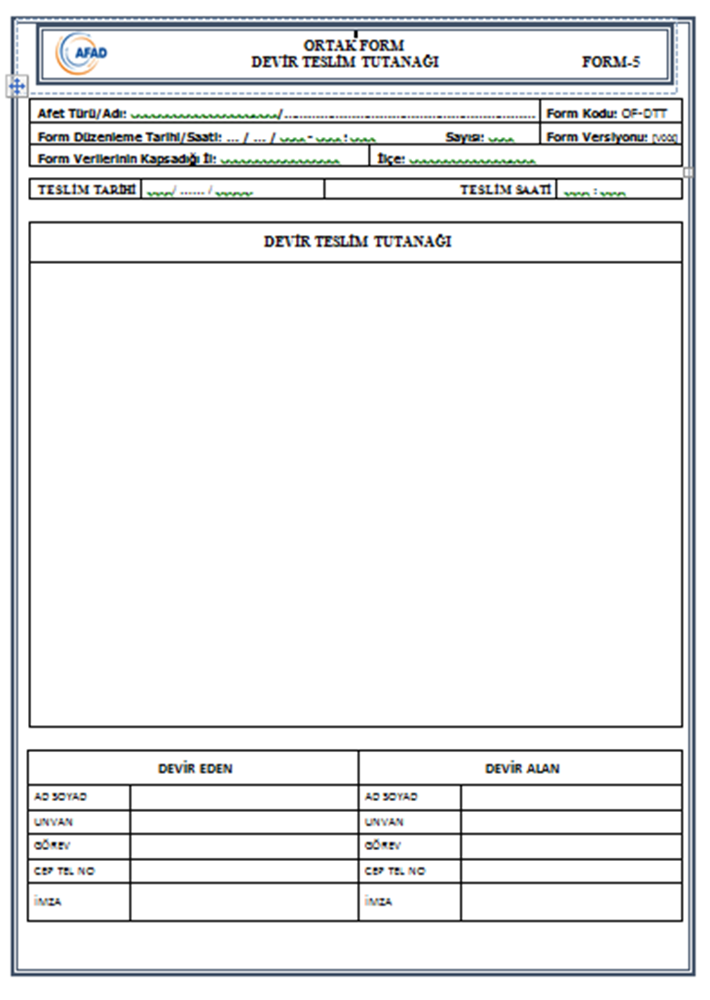 AFAD
ORTAK FORM
DEVİR TESLİM TUTANAĞI FORM-5
Afet Türü/Adı: ..................../.................................................. Form Kodu: OF-DTT
Form Düzenleme Tarihi/Saati: ... / ... / .... - .... : .... Sayısı: .... Form Versiyonu:
Form Verilerinin Kapsadığı İl: .................... İlçe: ....................
TESLİM TARİHİ ..../ ...... / ...... TESLİM SAATİ .... : ....
DEVİR TESLİM TUTANAĞI
DEVİR EDEN DEVİR ALAN
AD SOYAD AD SOYAD
UNVAN UNVAN
GÖREV GÖREV
CEP TEL NO CEP TEL NO
İMZA İMZA